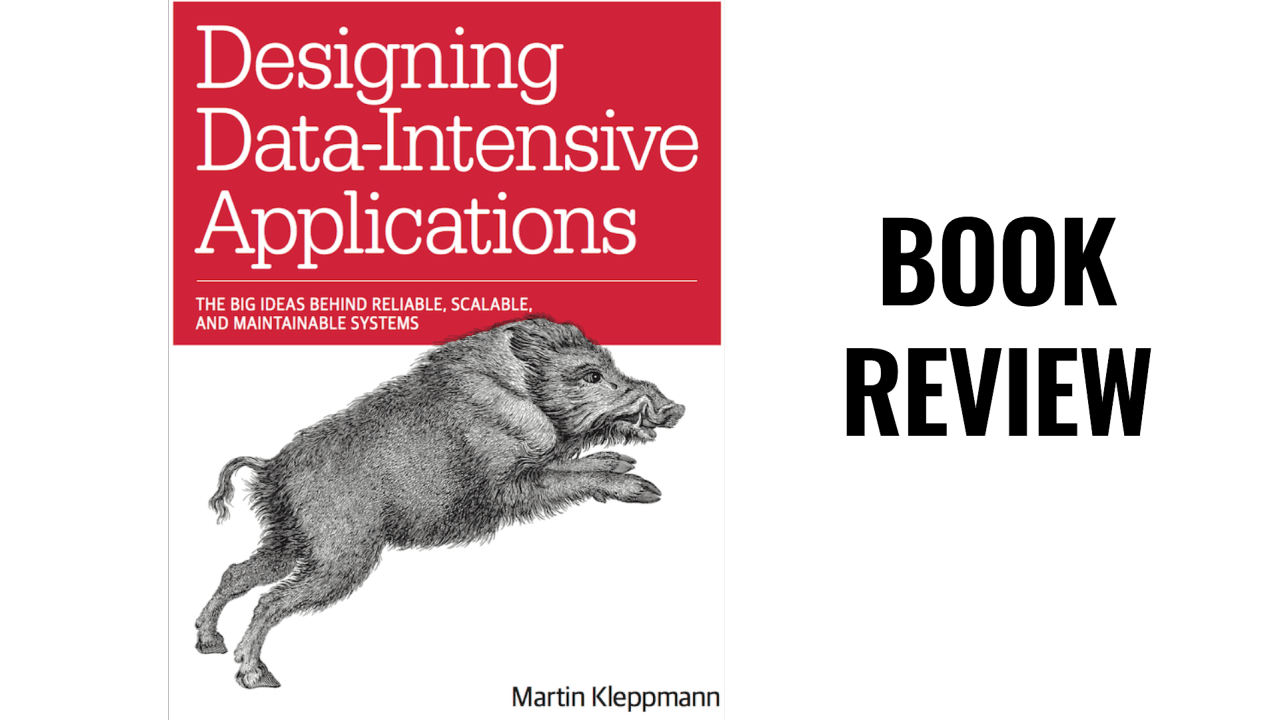 Designing
Data-Intensive
Applications
THE BIG IDEAS BEHIND RELIABLE, SCALABLE,
AND MAINTAINABLE SYSTEMS
Martin Kleppmann
BOOK
REVIEW